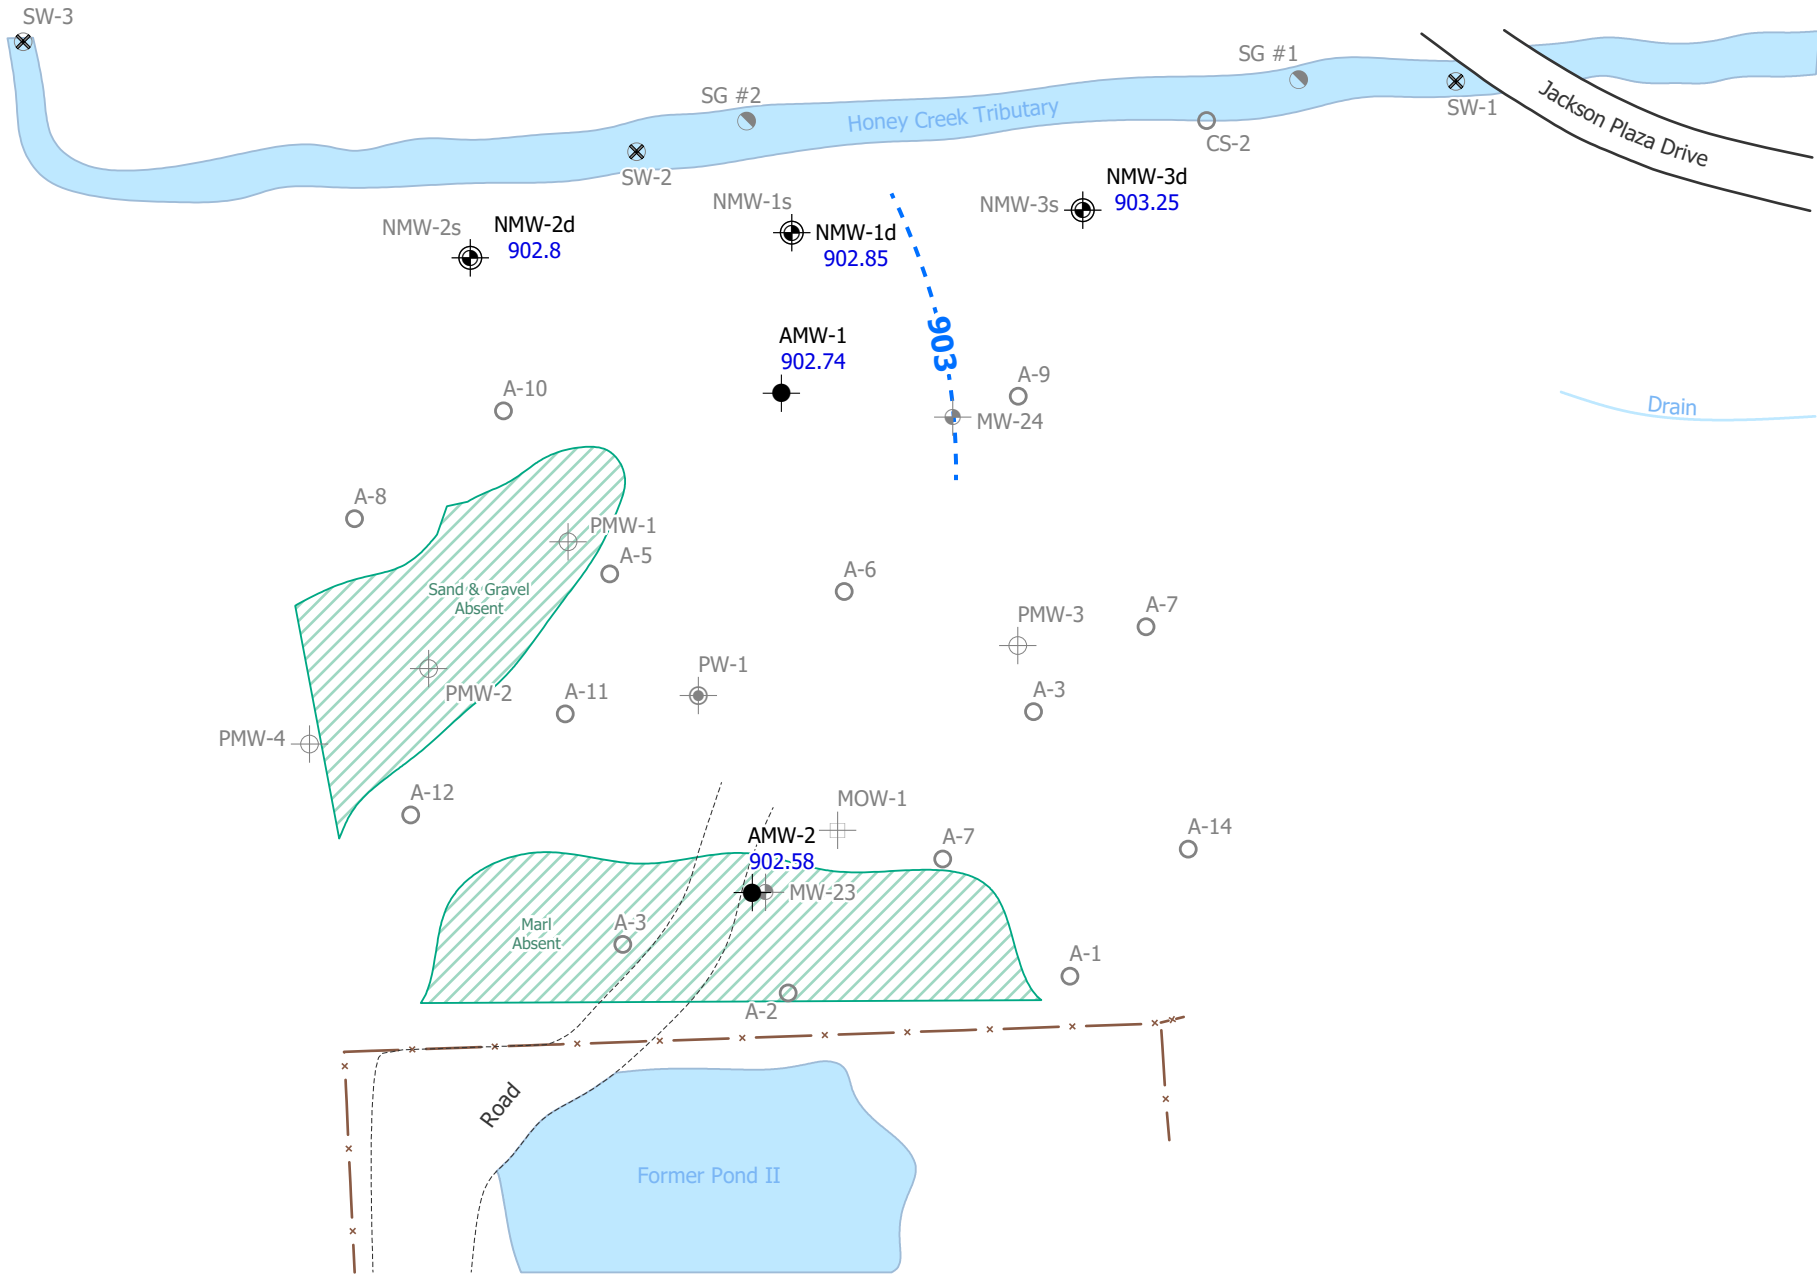 SW-3
SG #1
SG #2
Jackson Plaza Drive
SW-1
Honey Creek Tributary
CS-2
SW-2
NMW-3d
903.25
NMW-3s
NMW-1s
NMW-1d
902.85
NMW-2d
902.8
NMW-2s
AMW-1
902.74
903
A-9
MW-24
A-10
Drain
A-8
PMW-1
A-5
A-6
Sand & Gravel
Absent
PMW-3
A-7
PW-1
PMW-2
A-11
A-3
PMW-4
A-12
MOW-1
AMW-2
902.58
A-7
A-14
MW-23
Marl
Absent
A-3
A-1
A-2
Road
Former Pond II